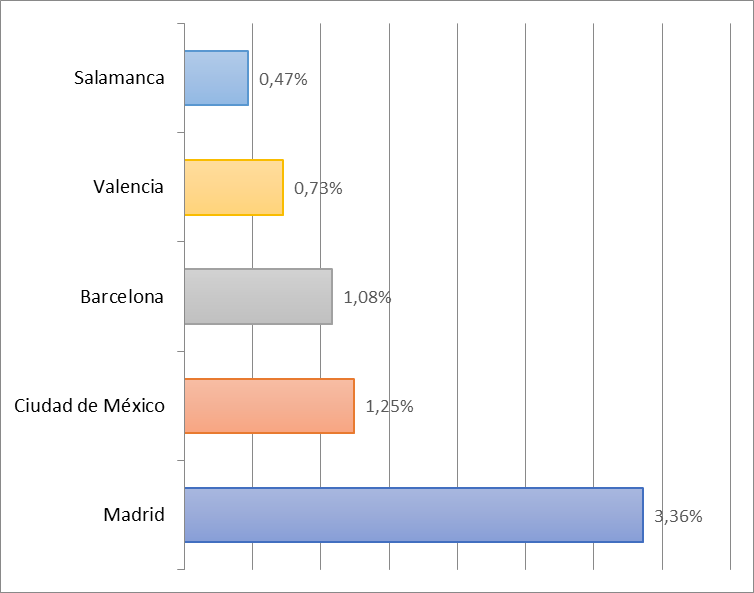 Salamanca 0,47%
Valencia 0,73%
Barcelona 1,08%
Ciudad de México 1,25%
Madrid 3,36%